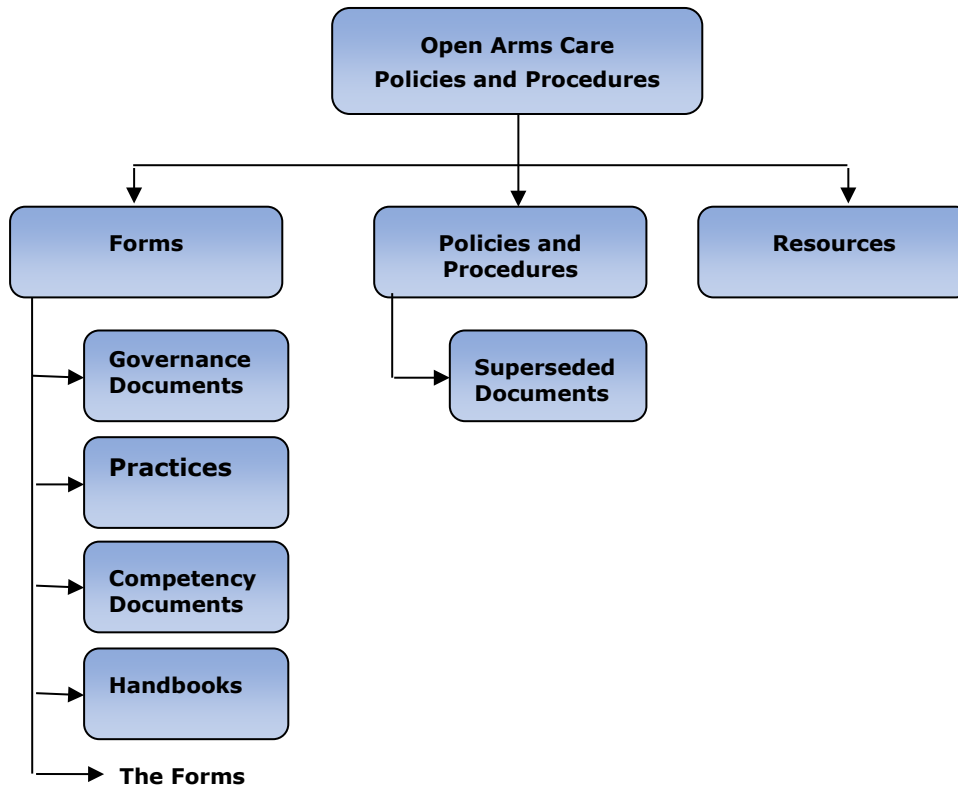 Open Arms Care
Policies and Procedures
Forms
Policies and
Procedures
Resources
Governance
Documents
Superseded
Documents
Practices
Competency
Documents
Handbooks
The Forms